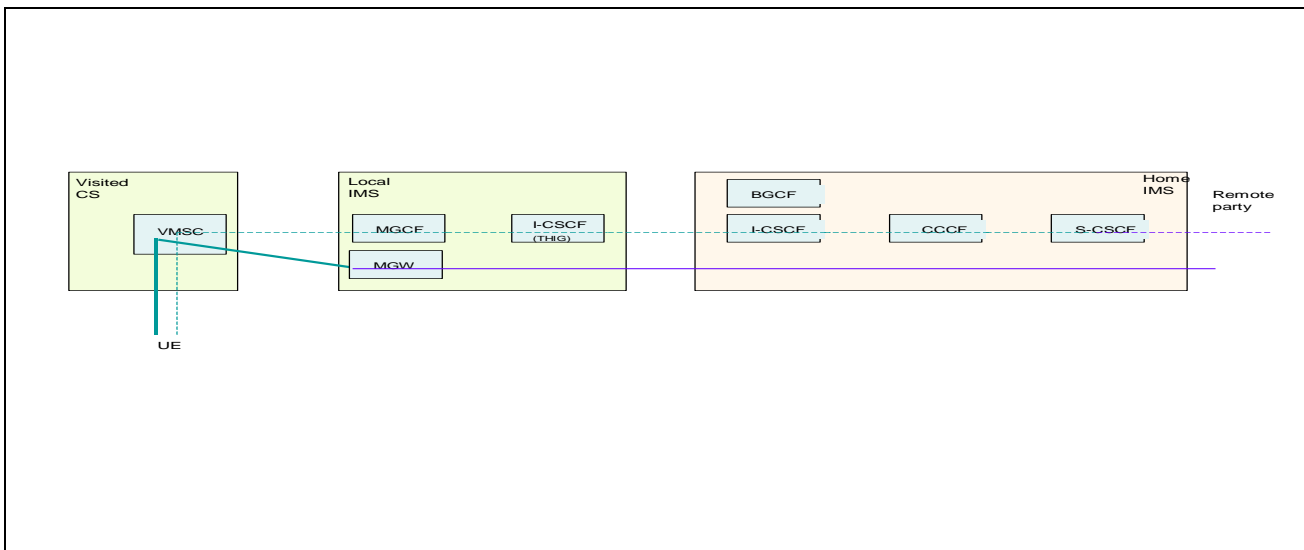 Visited
CS
VMSC
UE
Local
IMS
MGCF
I-CSCF
(THIG)
MGW
Home
IMS
BGCF
I-CSCF
CCCF
S-CSCF
Remote
party